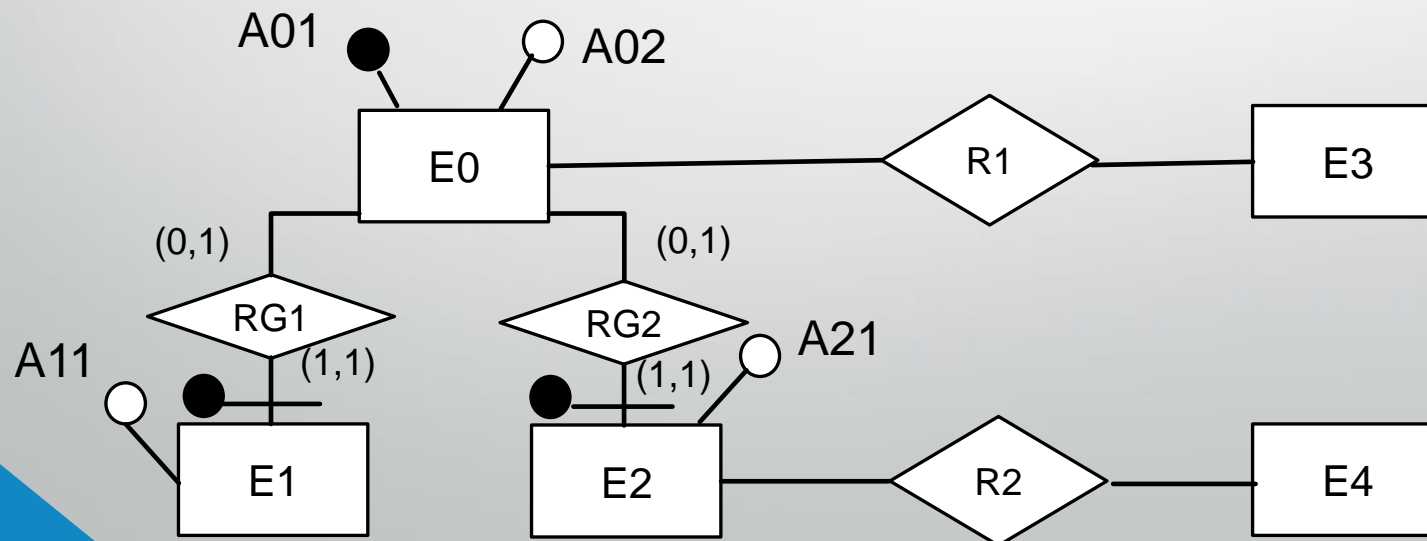 A01
A02
E0
R1
E3
(0,1)
(0,1)
RG1
RG2
A21
A11
(1,1)
(1,1)
E1
E2
R2
E4